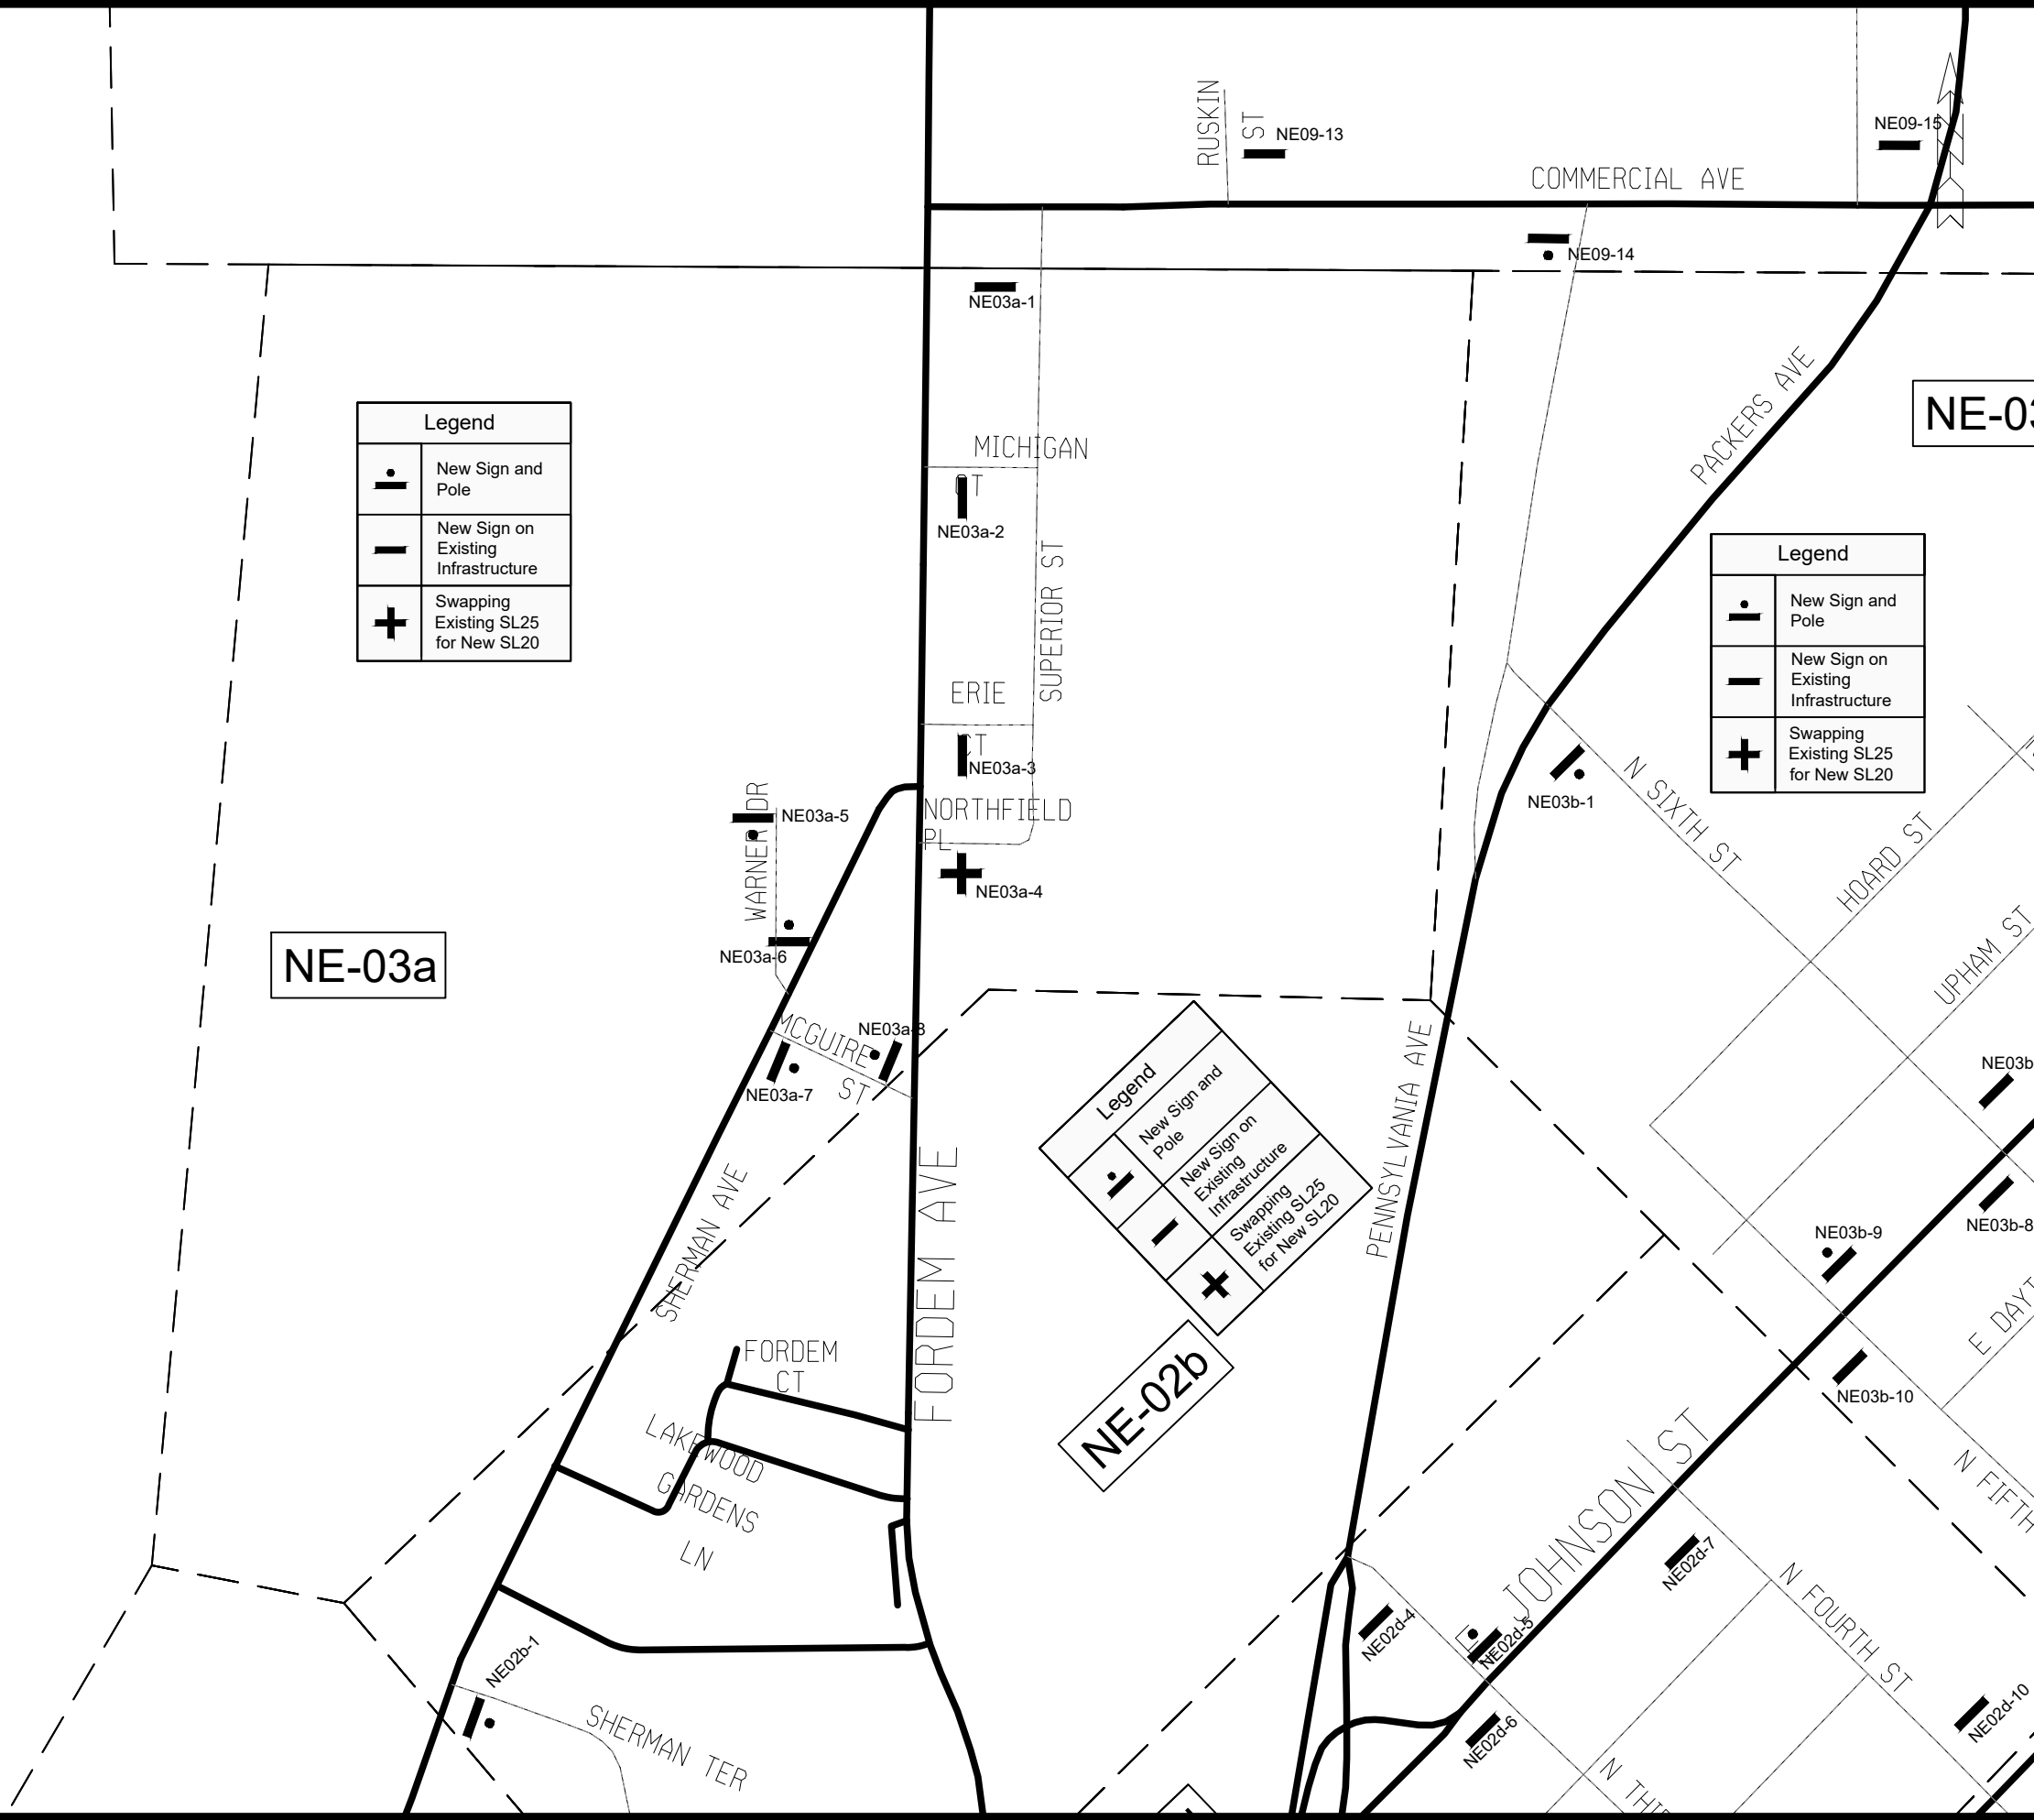 RUSKIN
ST
NE09-13
NE09-15
COMMERCIAL AVE
NE09-14
NE03a-1
Legend
New Sign and
Pole
New Sign on
Existing
Infrastructure
Swapping
Existing SL25
for New SL20
MICHIGAN
CT
NE03a-2
SUPERIOR ST
ERIE
CT
NE03a-3
NORTHFIELD
PL
NE03a-4
PACKERS AVE
Legend
New Sign and
Pole
New Sign on
Existing
Infrastructure
Swapping
Existing SL25
for New SL20
NE03b-1
N SIXTH ST
HOARD ST
UPHAM ST
WARNER DR
NE03a-5
NE03a-6
NE-03a
MCGUIRE
ST
NE03a-8
NE03a-7
SHERMAN AVE
FORDEM AVE
Legend
New Sign and
Pole
New Sign on
Existing
Infrastructure
Swapping
Existing SL25
for New SL20
NE-02b
PENNSYLVANIA AVE
NE03b-8
NE03b-9
NE03b-10
FORDEM
CT
LAKEWOOD
GARDENS
LN
E JOHNSON ST
N FIFTH
N FOURTH ST
NE02d-7
NE02d-4
NE02d-5
NE02d-6
NE02d-10
NE02b-1
SHERMAN TER